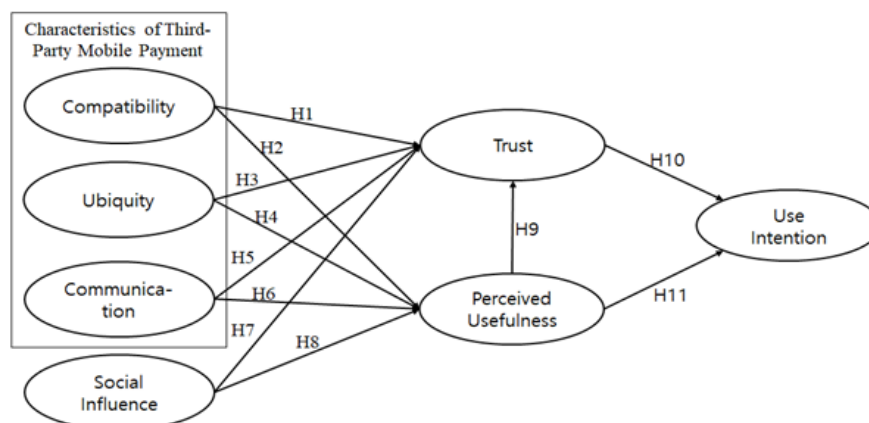 Characteristics of Third-
Party Mobile Payment
Compatibility
Ubiquity
Communica-
tion
Social
Influence
H1
H2
H3
H4
H5
H6
H7
H8
Trust
H9
Perceived
Usefulness
H10
H11
Use
Intention